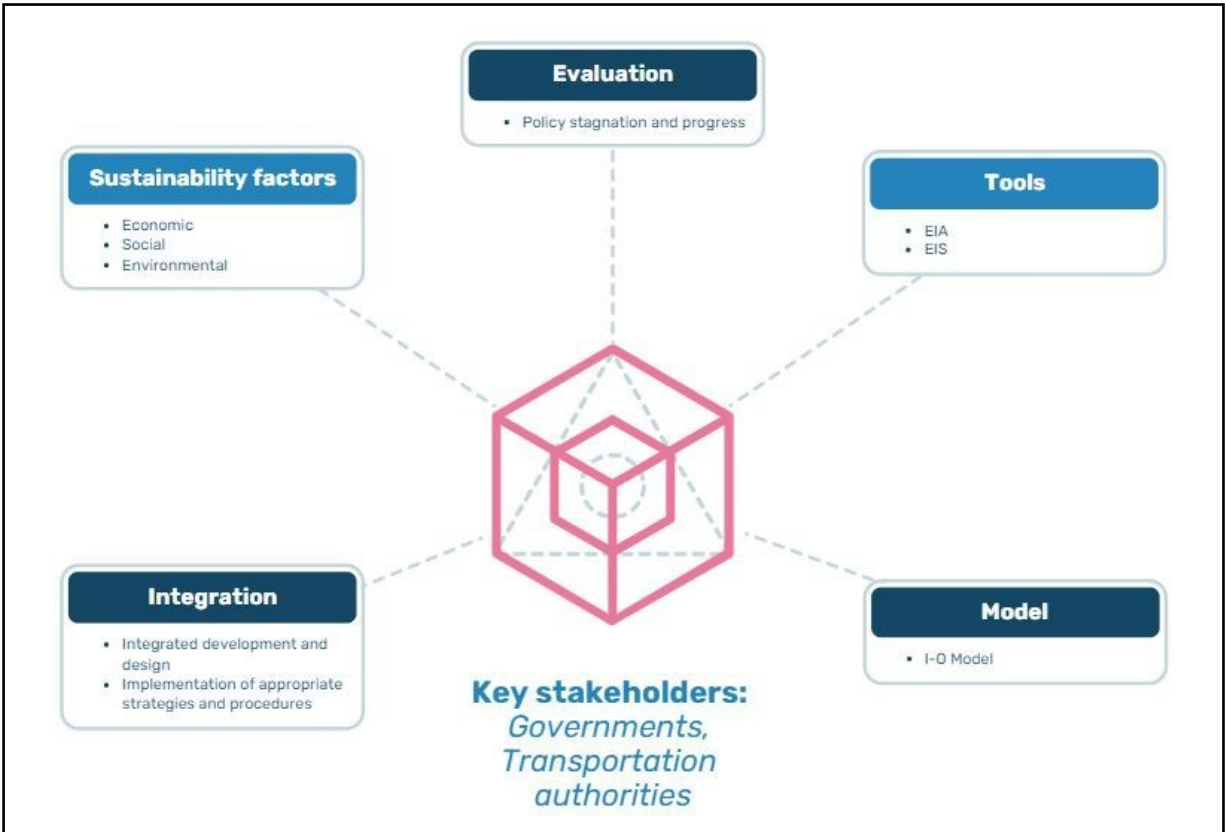 Evaluation
• Policy stagnation and progress
Sustainability factors
• Economic
• Social
• Environmental
Tools
• EIA
• EIS
Integration
• Integrated development and
design
• Implementation of appropriate
strategies and procedures
Model
• I-O Model
Key stakeholders:
Governments,
Transportation
authorities